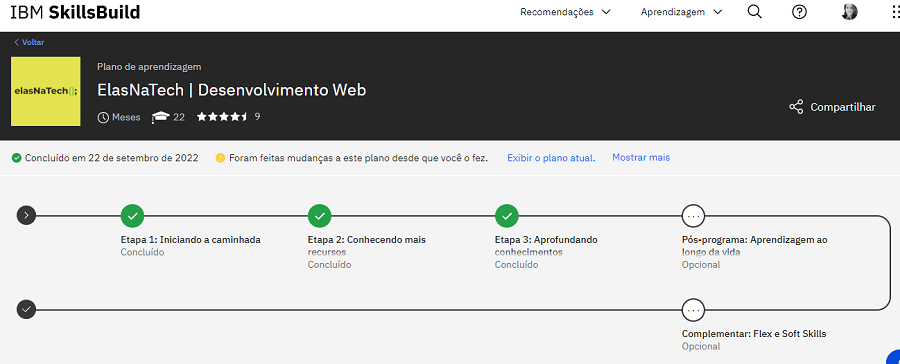 IBM SkillsBuild
Recomendações
Aprendizagem
Voltar
elasNaTech{};
Plano de aprendizagem
ElasNaTech | Desenvolvimento Web
Meses 22 9
Compartilhar
Concluído em 22 de setembro de 2022
Foram feitas mudanças a este plano desde que você o fez.
Exibir o plano atual.
Mostrar mais
Etapa 1: Iniciando a caminhada
Concluído
Etapa 2: Conhecendo mais
recursos
Concluído
Etapa 3: Aprofundando
conhecimentos
Concluído
Pós-programa: Aprendizagem ao
longo da vida
Opcional
Complementar: Flex e Soft Skills
Opcional